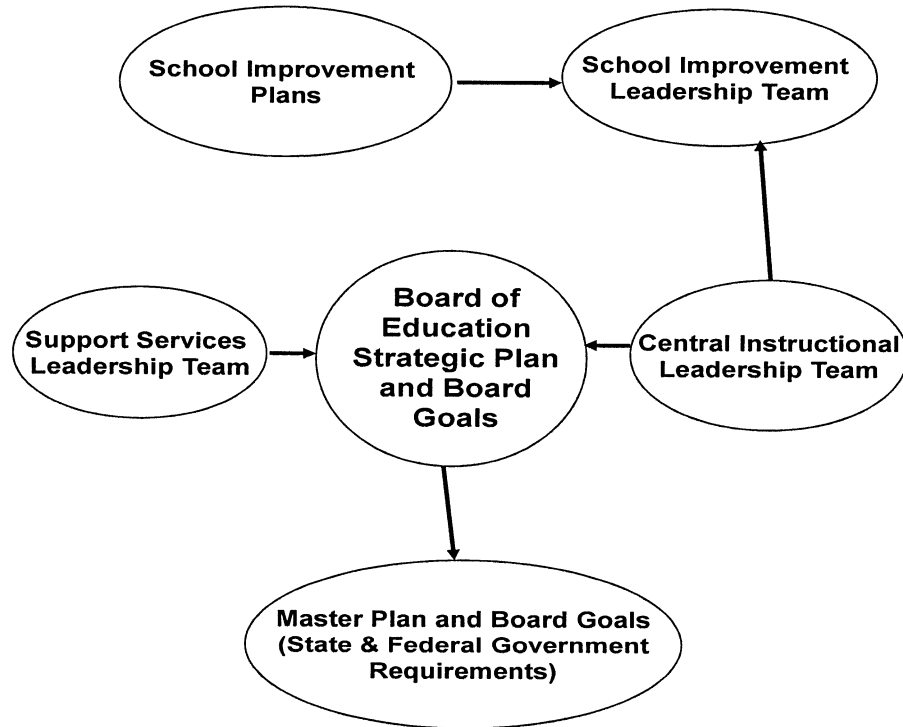 School Improvement
Plans
School Improvement
Leadership Team
Support Services
Leadership Team
Board of
Education
Strategic Plan
and Board
Goals
Central Instructional
Leadership Team
Master Plan and Board Goals
(State & Federal Government
Requirements)